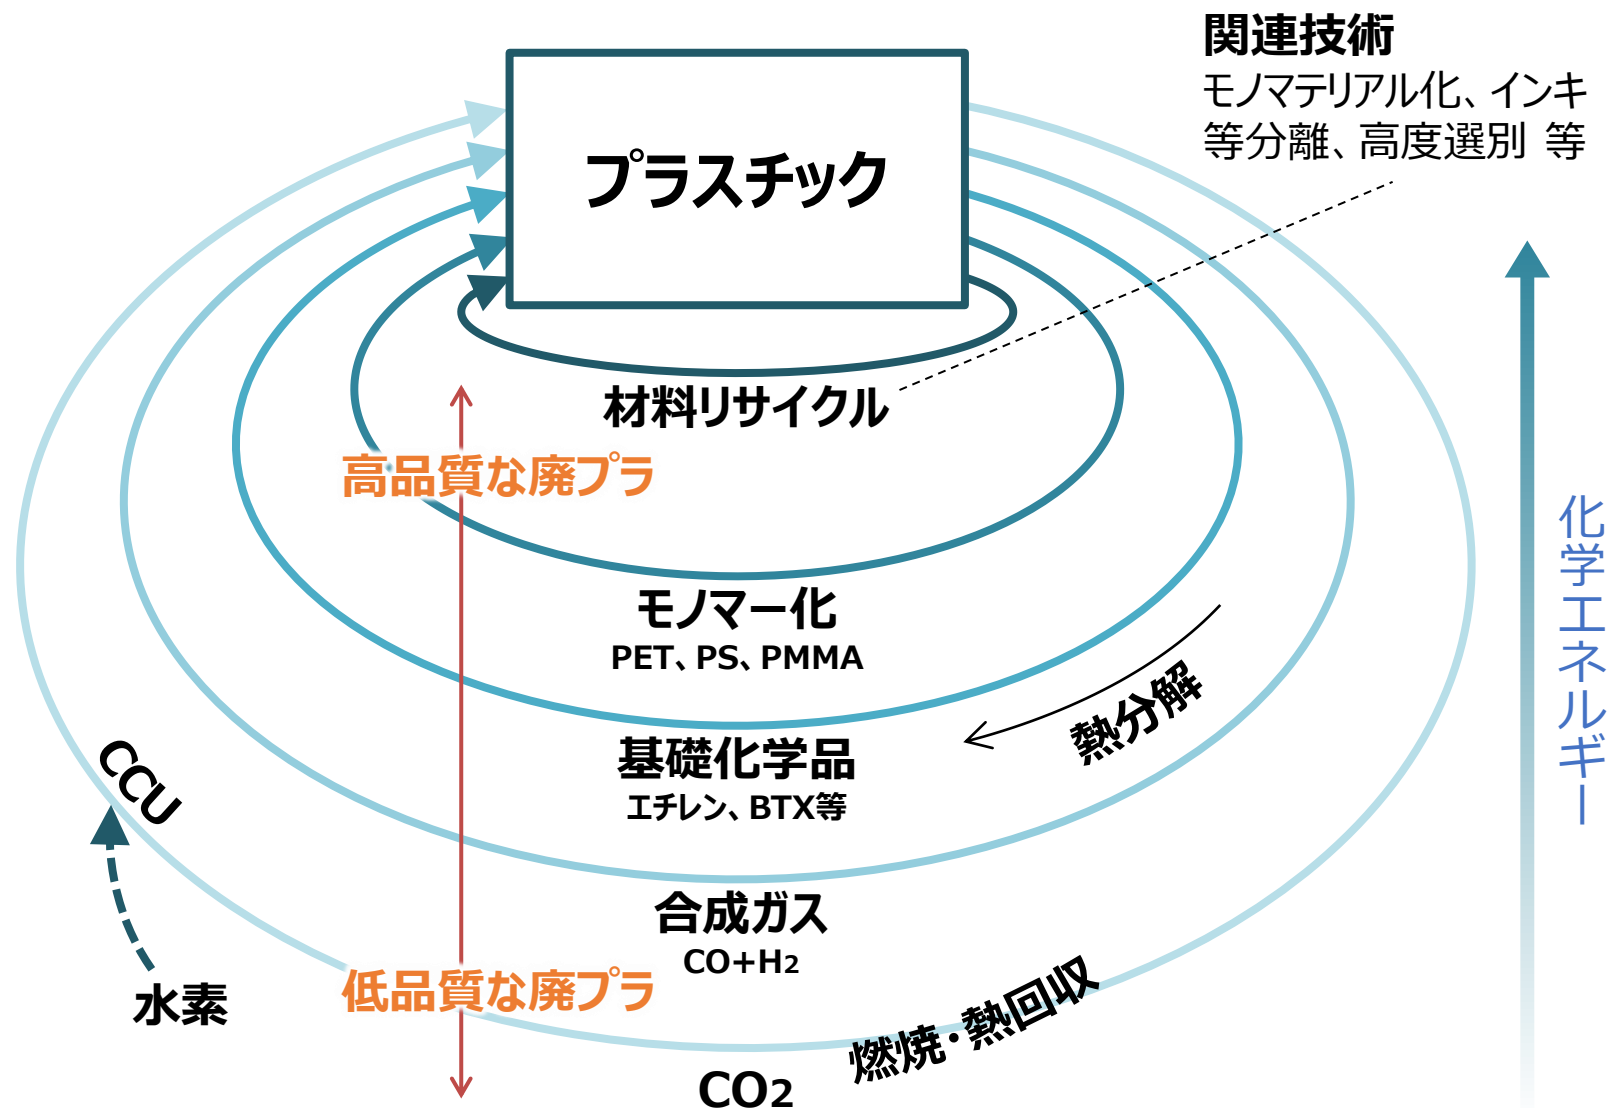 関連技術
モノマテリアル化、インキ
等分離、高度選別 等
プラスチック
材料リサイクル
高品質な廃プラ
モノマー化
PET、PS、PMMA
化学エネルギー
熱分解
基礎化学品
エチレン、BTX等
CCU
合成ガス
CO+H2
水素
低品質な廃プラ
燃焼・熱回収
CO2